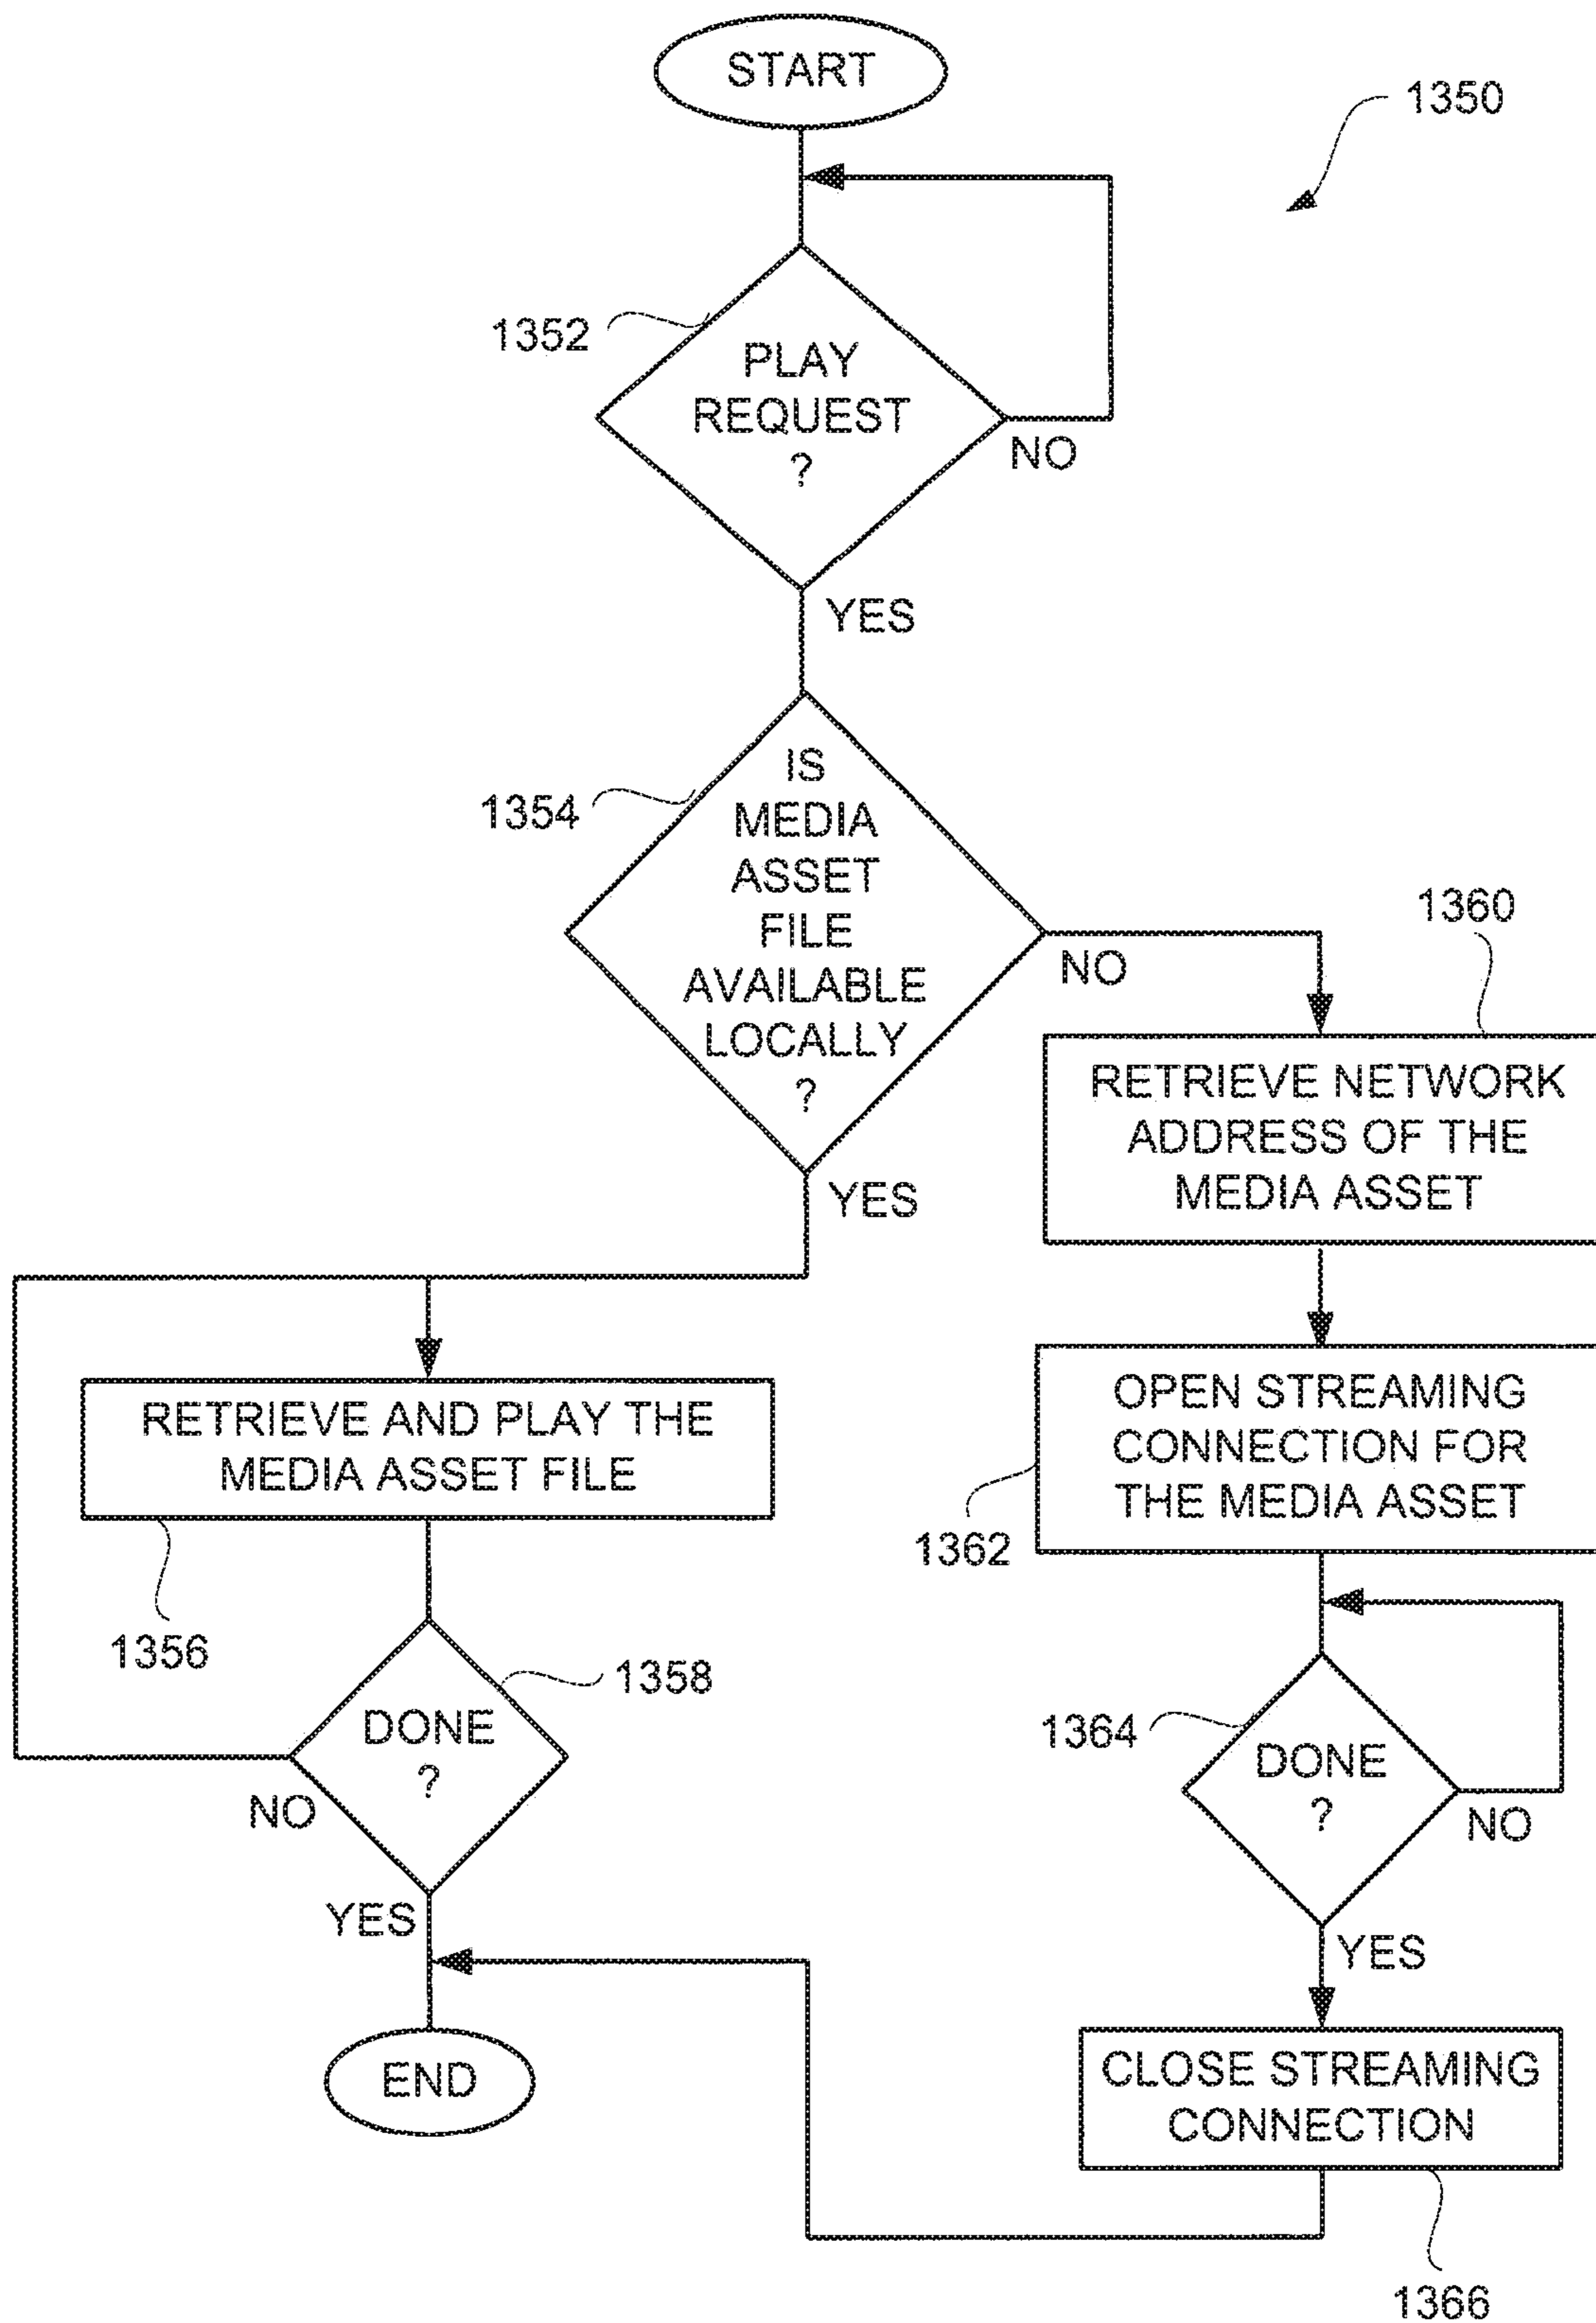 START
1350
1352
PLAY
REQUEST
?
NO
YES
1354
IS
MEDIA
ASSET
FILE
AVAILABLE
LOCALLY
?
NO
YES
1360
RETRIEVE NETWORK
ADDRESS OF THE
MEDIA ASSET
RETRIEVE AND PLAY THE
MEDIA ASSET FILE
1356
OPEN STREAMING
CONNECTION FOR
THE MEDIA ASSET
1362
1358
DONE
?
NO
YES
1364
DONE
?
NO
YES
END
CLOSE STREAMING
CONNECTION
1366